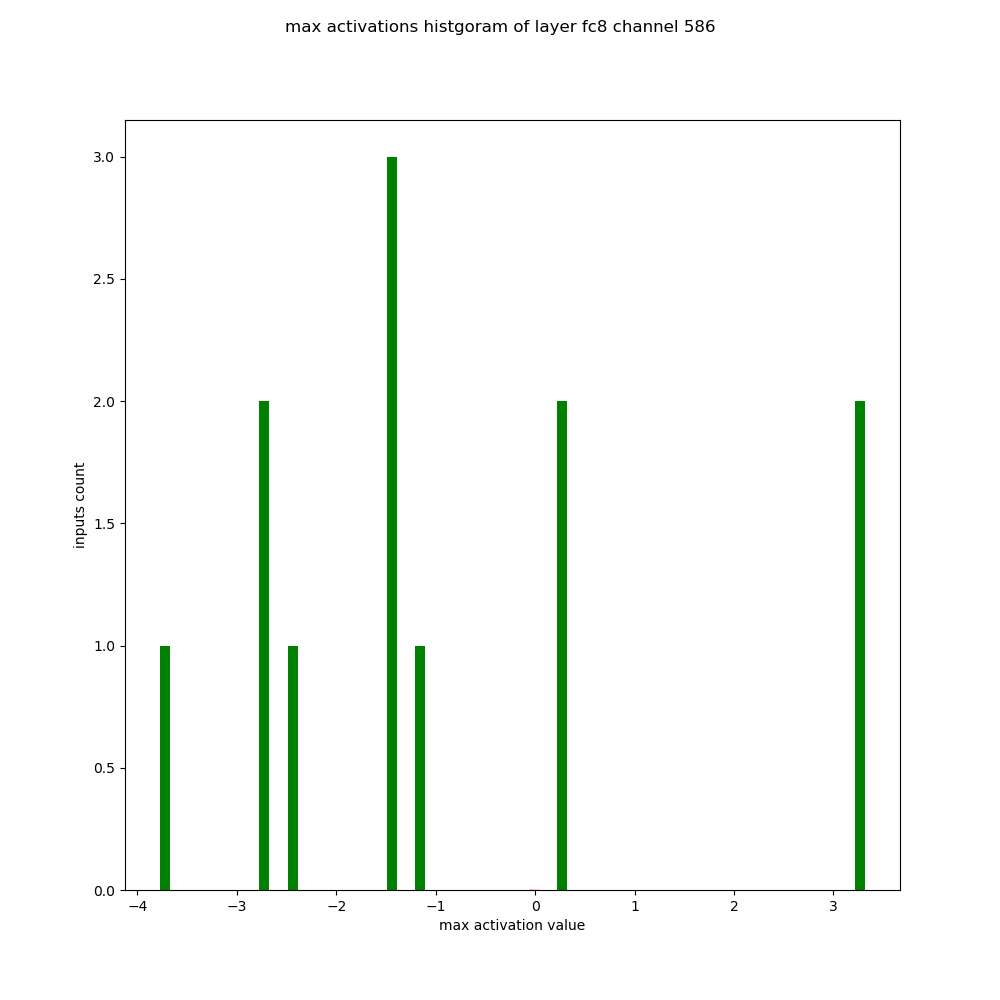 max activations histgoram of layer fc8 channel 586
3.0
2.5
2.0
1.5
1.0
0.5
0.0
inputs count
−4 −3 −2 −1 0 1 2 3
max activation value